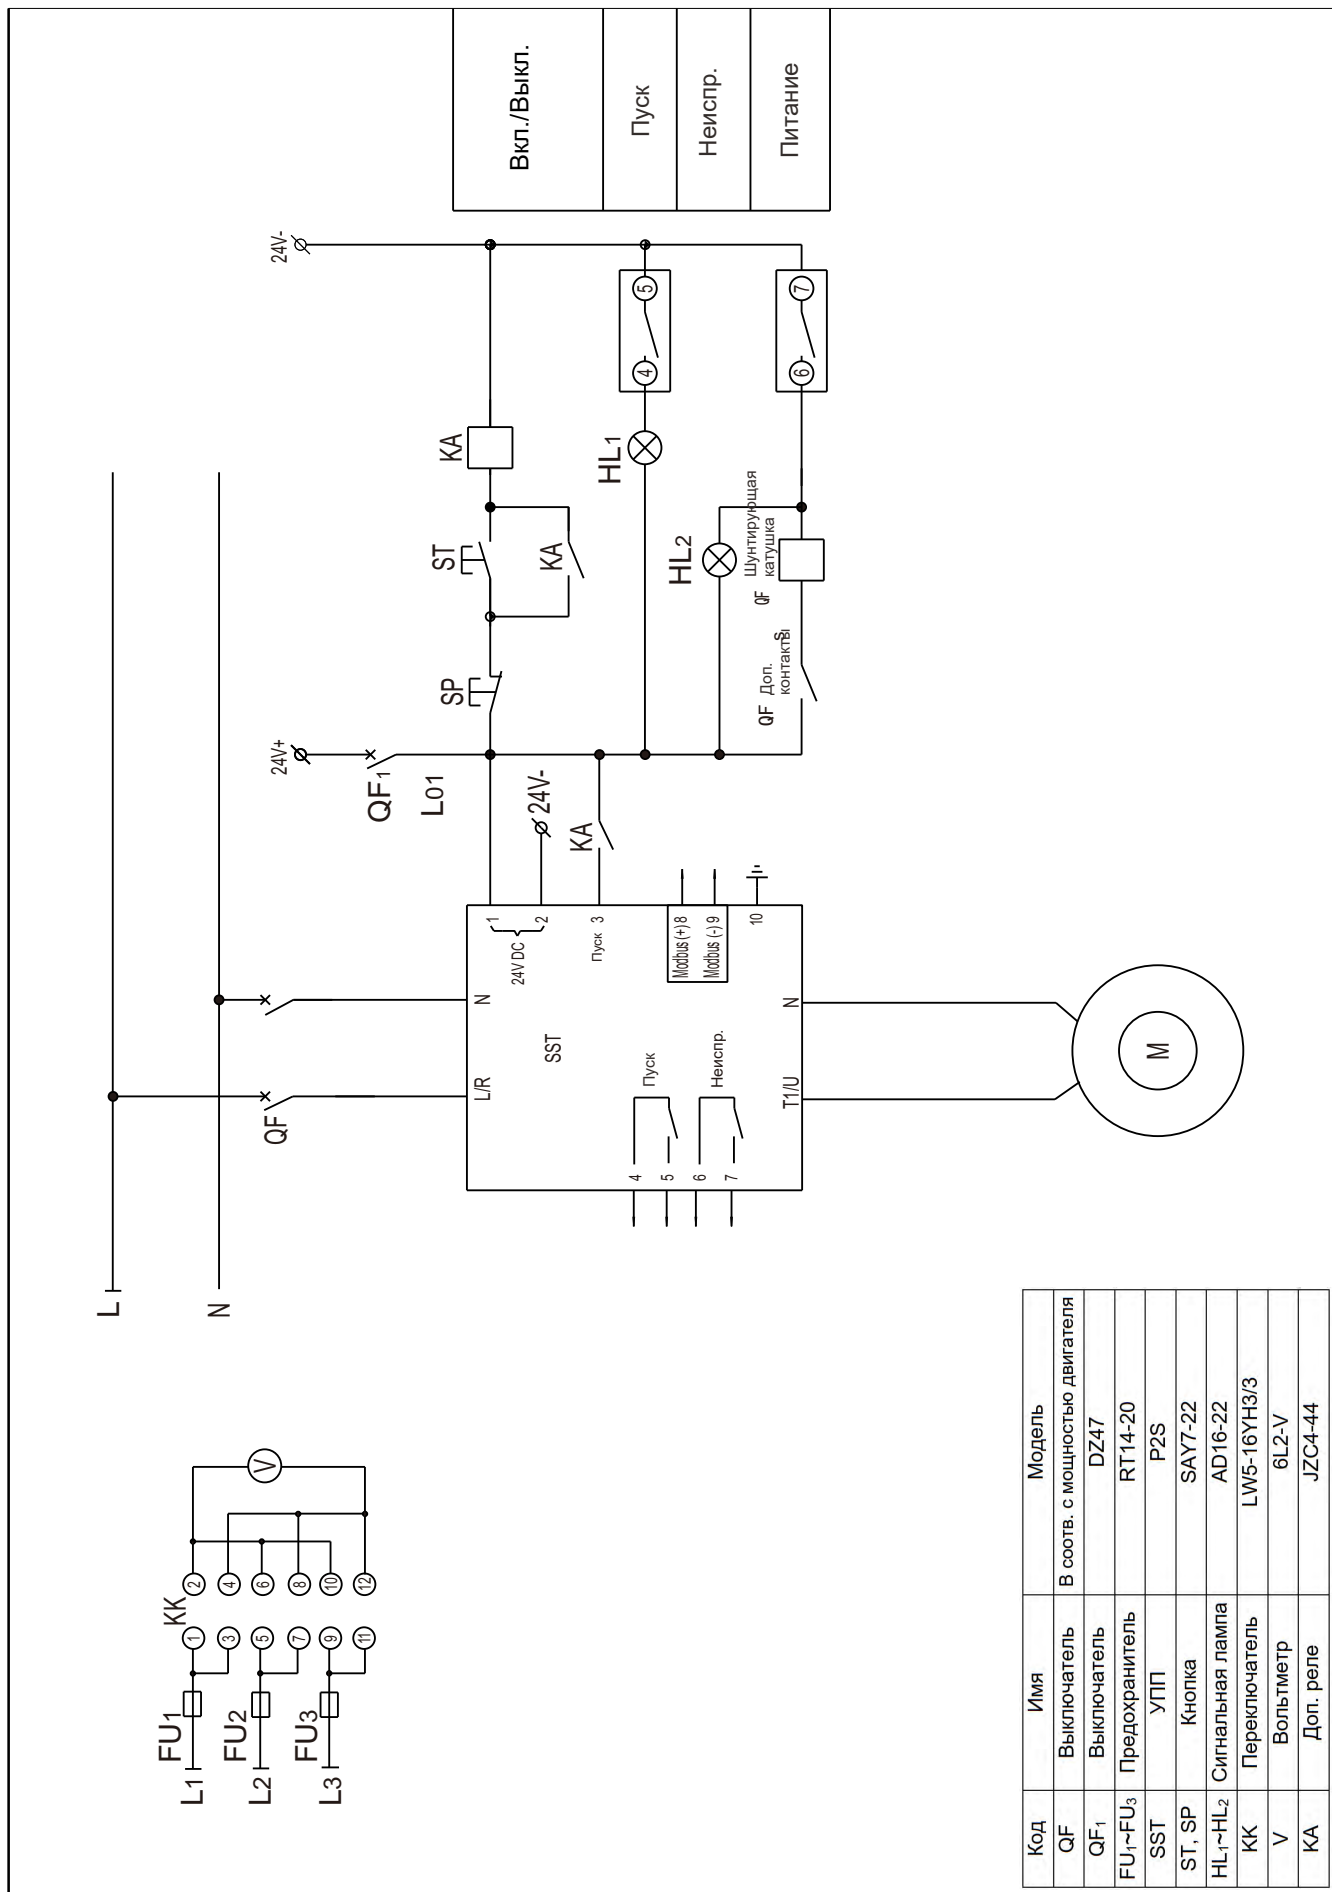 L1
FU1
L2
FU2
L3
FU3
KK
1
2
3
4
5
6
7
8
9
10
11
12
V
L
N
QF
24V+
QF1
L01
24V-
SP
ST
KA
KA
24V-
KA
HL1
4
5
HL2
QF Доп.
контакты
s
QF
Шунтирующая
катушка
6
7
Вкл./Выкл.
Пуск
Неиспр.
Питание
L/R
N
SST
1
2
24V DC
Пуск 3
Modbus (+) 8
Modbus (-) 9
10
Пуск
Неиспр.
4
5
6
7
T1/U
N
M
Код Имя Модель
QF Выключатель В соотв. с мощностью двигателя
QF1 Выключатель DZ47
FU1~FU3 Предохранитель RT14-20
SST УПП P2S
ST, SP Кнопка SAY7-22
HL1~HL2 Сигнальная лампа AD16-22
KK Переключатель LW5-16YH3/3
V Вольтметр 6L2-V
KA Доп. реле JZC4-44